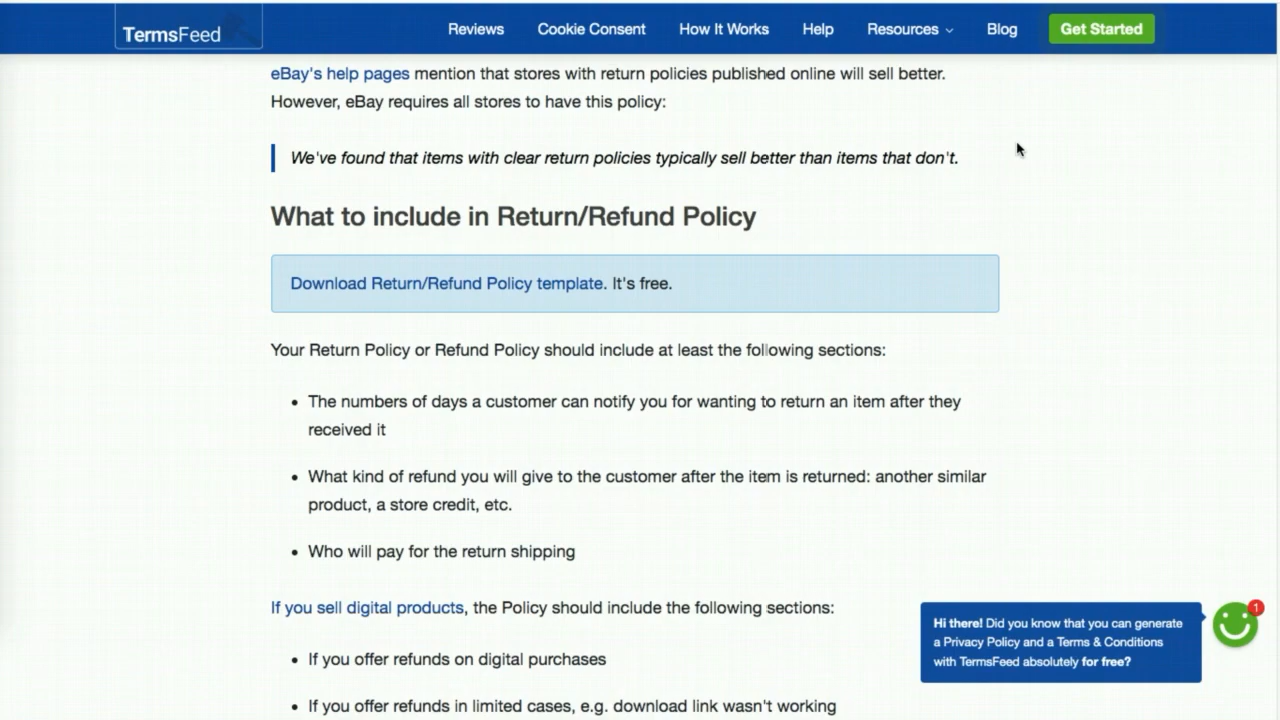 TermsFeed
Reviews
Cookie Consent
How It Works
Help
Resources
Blog
Get Started
eBay's help pages mention that stores with return policies published online will sell better.
However, eBay requires all stores to have this policy:
We've found that items with clear return policies typically sell better than items that don't.
What to include in Return/Refund Policy
Download Return/Refund Policy template. It's free.
Your Return Policy or Refund Policy should include at least the following sections:
• The numbers of days a customer can notify you for wanting to return an item after they
received it
• What kind of refund you will give to the customer after the item is returned: another similar
product, a store credit, etc.
• Who will pay for the return shipping
If you sell digital products, the Policy should include the following sections:
• If you offer refunds on digital purchases
• If you offer refunds in limited cases, e.g. download link wasn't working
Hi there! Did you know that you can generate
a Privacy Policy and a Terms & Conditions
with TermsFeed absolutely for free?
1